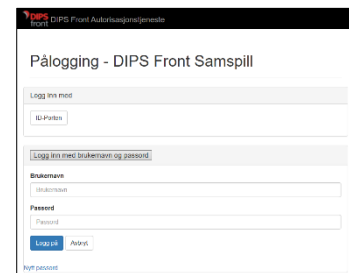 DIPS
front DIPS Front Autorisasjonstjeneste
Pålogging - DIPS Front Samspill
Logg inn med
ID-Porten
Logg inn med brukernavn og passord
Brukernavn
Brukernavn
Passord
Passord
Logg på Avbryt
Nytt passord